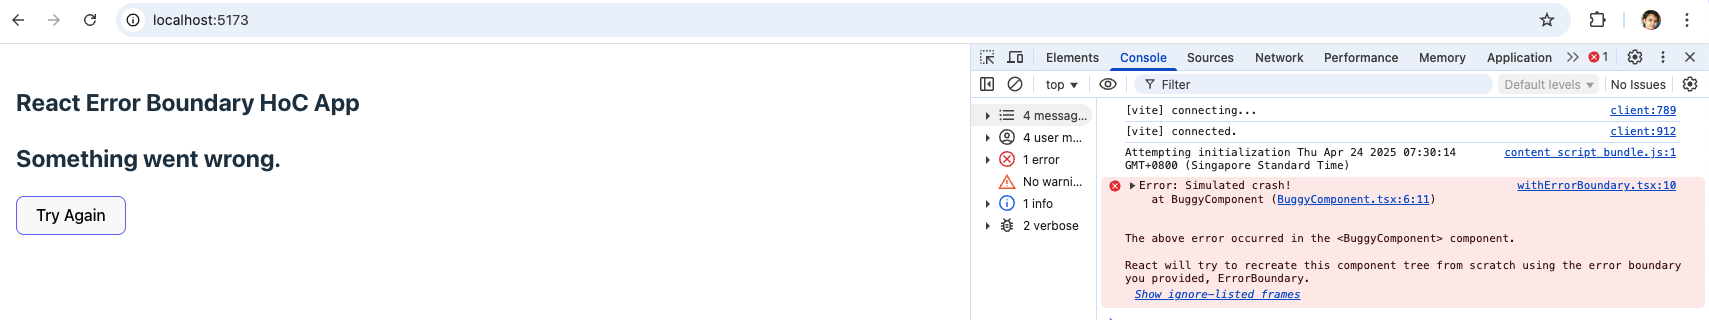 localhost:5173
React Error Boundary HoC App
Something went wrong.
Try Again
Elements Console Sources Network Performance Memory Application 1
top Filter Default levels No Issues
4 messag...
4 user m...
1 error
No warni...
1 info
2 verbose
[vite] connecting... client:789
[vite] connected. client:912
Attempting initialization Thu Apr 24 2025 07:30:14 content script bundle.js:1
GMT+0800 (Singapore Standard Time)
Error: Simulated crash! withErrorBoundary.tsx:10
at BuggyComponent (BuggyComponent.tsx:6:11)
The above error occurred in the <BuggyComponent> component.
React will try to recreate this component tree from scratch using the error boundary
you provided, ErrorBoundary.
Show ignore-listed frames